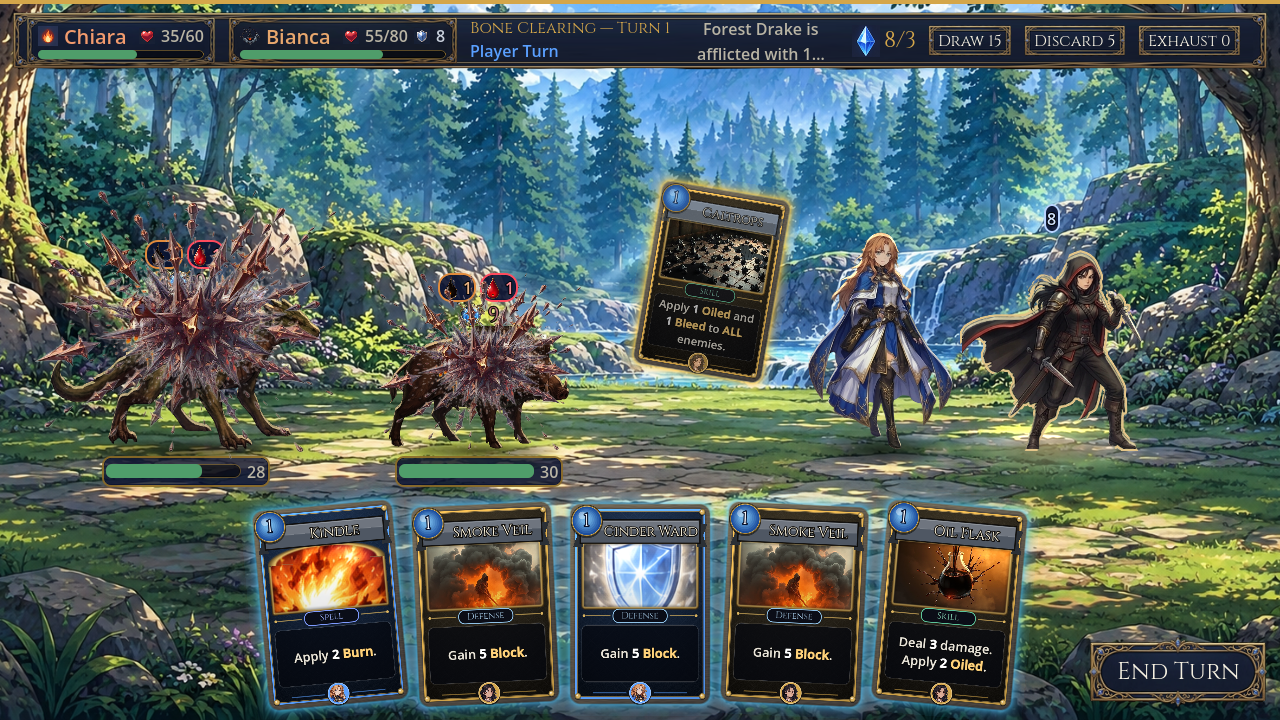 Chiara 35/60
Bianca 55/80 8
Bone Clearing — Turn 1
Player Turn
Forest Drake is
afflicted with 1...
8/3
Draw 15
Discard 5
Exhaust 0
8
1
Caltrops
Skill
Apply 1 Oiled and
1 Bleed to ALL
enemies.
1 1
9
28
30
1
Kindle
Spell
Apply 2 Burn.
1
Smoke Veil
Defense
Gain 5 Block.
1
Cinder Ward
Defense
Gain 5 Block.
1
Smoke Veil
Defense
Gain 5 Block.
1
Oil Flask
Skill
Deal 3 damage.
Apply 2 Oiled.
End Turn